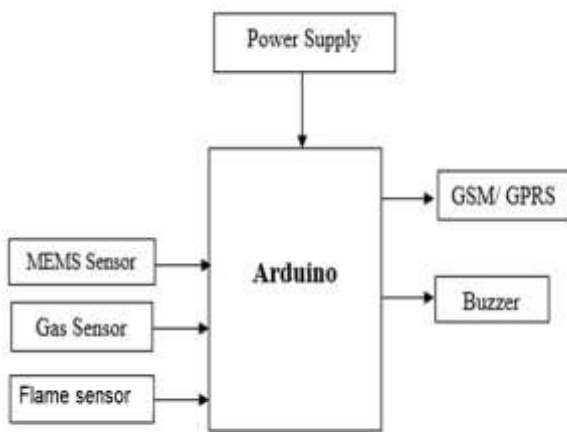 Power Supply
GSM/ GPRS
Arduino
MEMS Sensor
Buzzer
Gas Sensor
Flame sensor